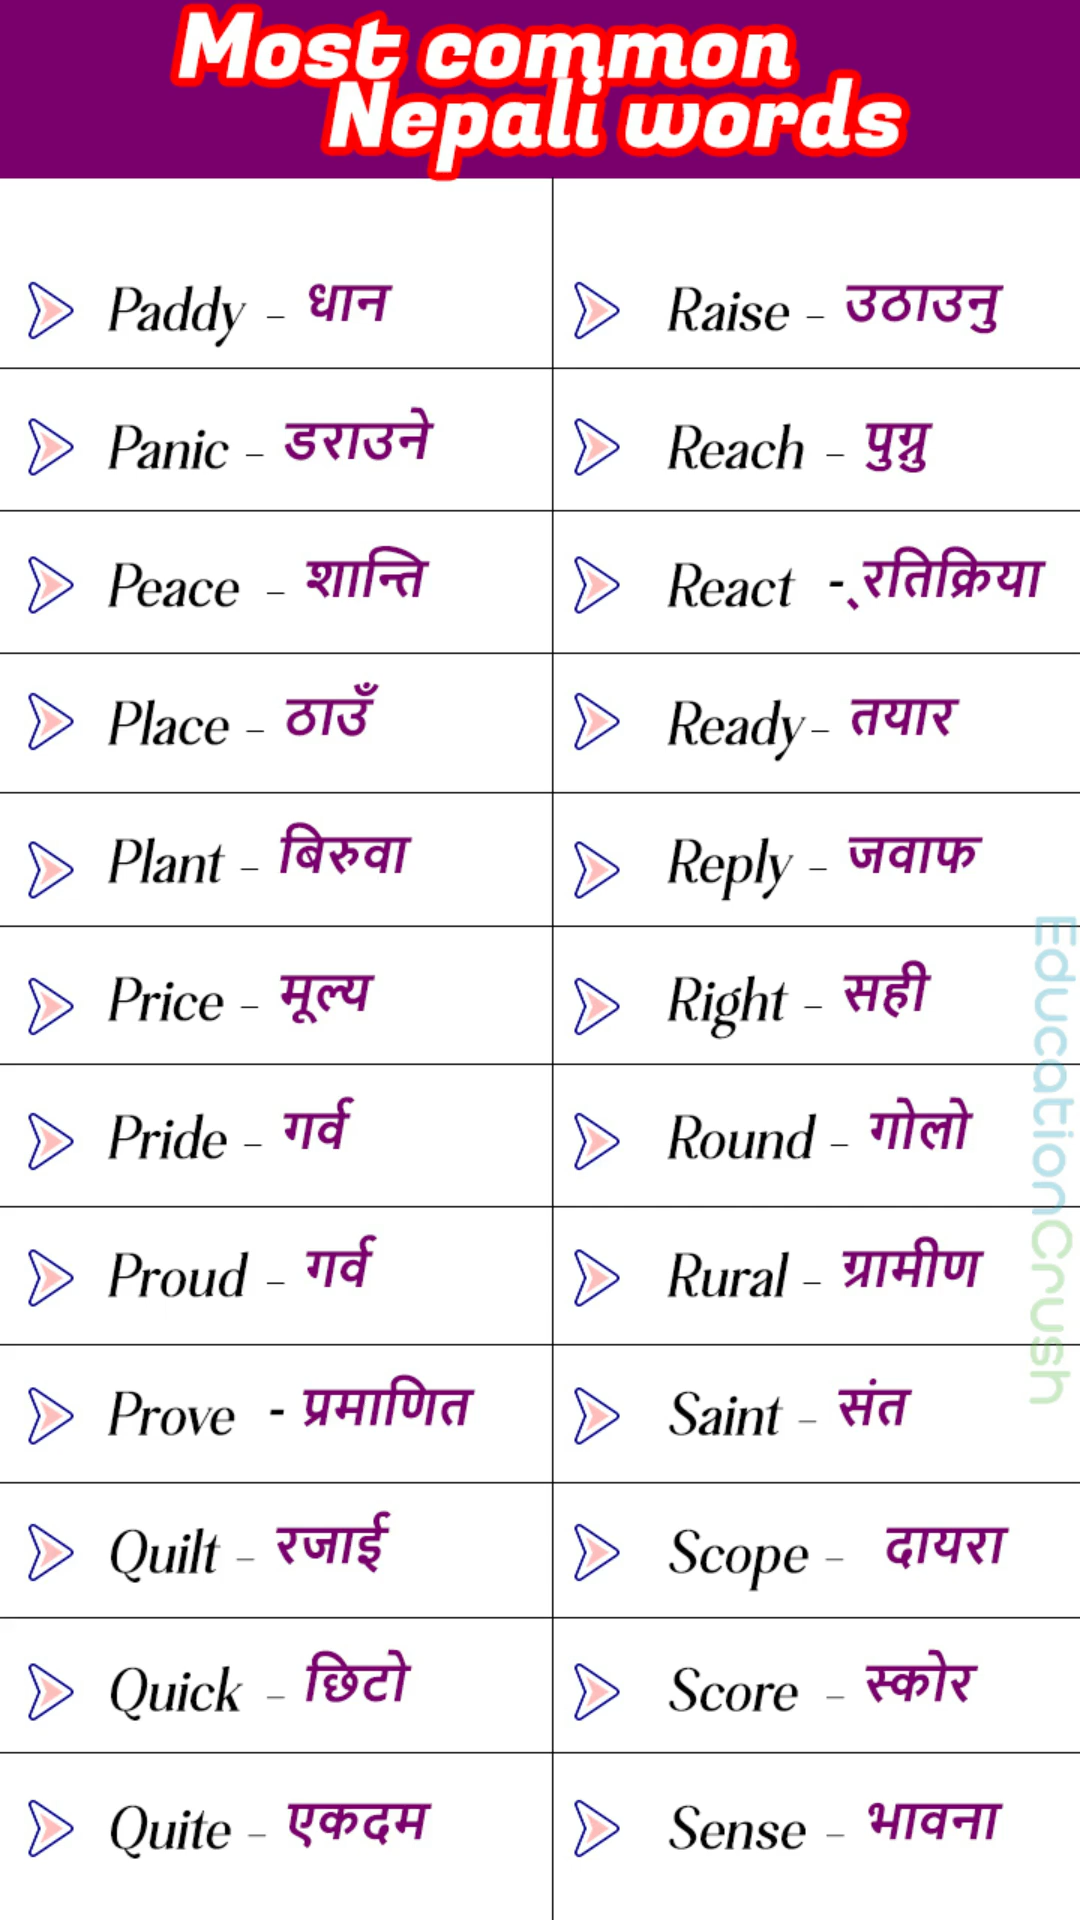 Most common
Nepali words
Paddy - धान
Panic - डराउने
Peace - शान्ति
Place - ठाउँ
Plant - बिरुवा
Price - मूल्य
Pride - गर्व
Proud - गर्व
Prove - प्रमाणित
Quilt - रजाई
Quick - छिटो
Quite - एकदम
Raise - उठाउनु
Reach - पुग्नु
React - ्रतिक्रिया
Ready - तयार
Reply - जवाफ
Right - सही
Round - गोलो
Rural - ग्रामीण
Saint - संत
Scope - दायरा
Score - स्कोर
Sense - भावना
EducationCrush